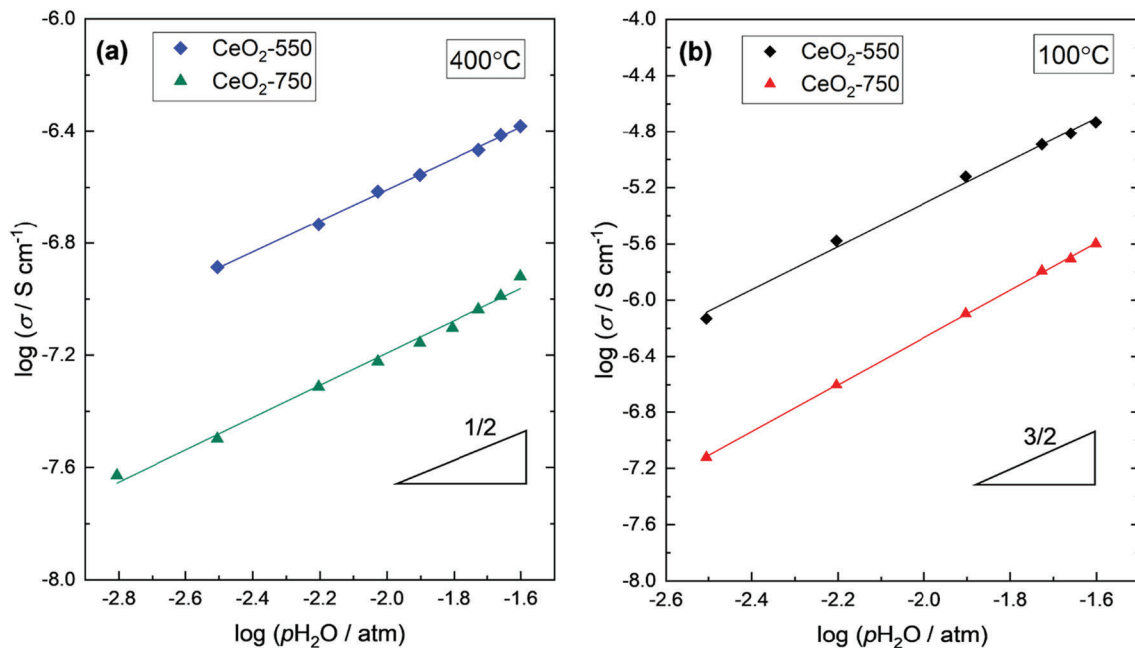 (a)
CeO₂-550
CeO₂-750
400°C
log (σ / S cm⁻¹)
-6.0
-6.4
-6.8
-7.2
-7.6
-8.0
1/2
-2.8 -2.6 -2.4 -2.2 -2.0 -1.8 -1.6
log (pH₂O / atm)
(b)
CeO₂-550
CeO₂-750
100°C
log (σ / S cm⁻¹)
-4.0
-4.4
-4.8
-5.2
-5.6
-6.0
-6.4
-6.8
-7.2
-7.6
-8.0
3/2
-2.6 -2.4 -2.2 -2.0 -1.8 -1.6
log (pH₂O / atm)